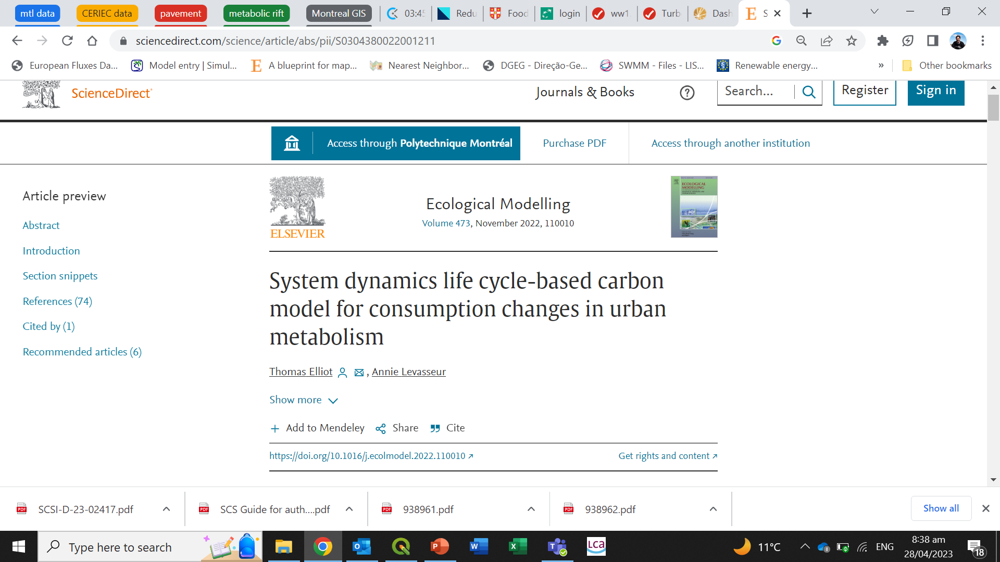 mtl data
CERIEC data
pavement
metabolic rift
Montreal GIS
03:45
Redu
Food
login
ww1
Turb
Dash
S
sciencedirect.com/science/article/abs/pii/S0304380022001211
European Fluxes Da...
Model entry | Simul...
A blueprint for map...
Nearest Neighbor...
DGEG - Direção-Ge...
SWMM - Files - LIS...
Renewable energy...
»
Other bookmarks
ScienceDirect
Journals & Books
Search...
Register
Sign in
Access through Polytechnique Montréal
Purchase PDF
Access through another institution
Article preview
Abstract
Introduction
Section snippets
References (74)
Cited by (1)
Recommended articles (6)
ELSEVIER
Ecological Modelling
Volume 473, November 2022, 110010
ECOLOGICAL
MODELLING
System dynamics life cycle-based carbon
model for consumption changes in urban
metabolism
Thomas Elliot , Annie Levasseur
Show more
Add to Mendeley
Share
Cite
https://doi.org/10.1016/j.ecolmodel.2022.110010
Get rights and content
SCSI-D-23-02417.pdf
SCS Guide for auth....pdf
938961.pdf
938962.pdf
Show all
Type here to search
LCa
11°C
ENG
8:38 am
28/04/2023
18